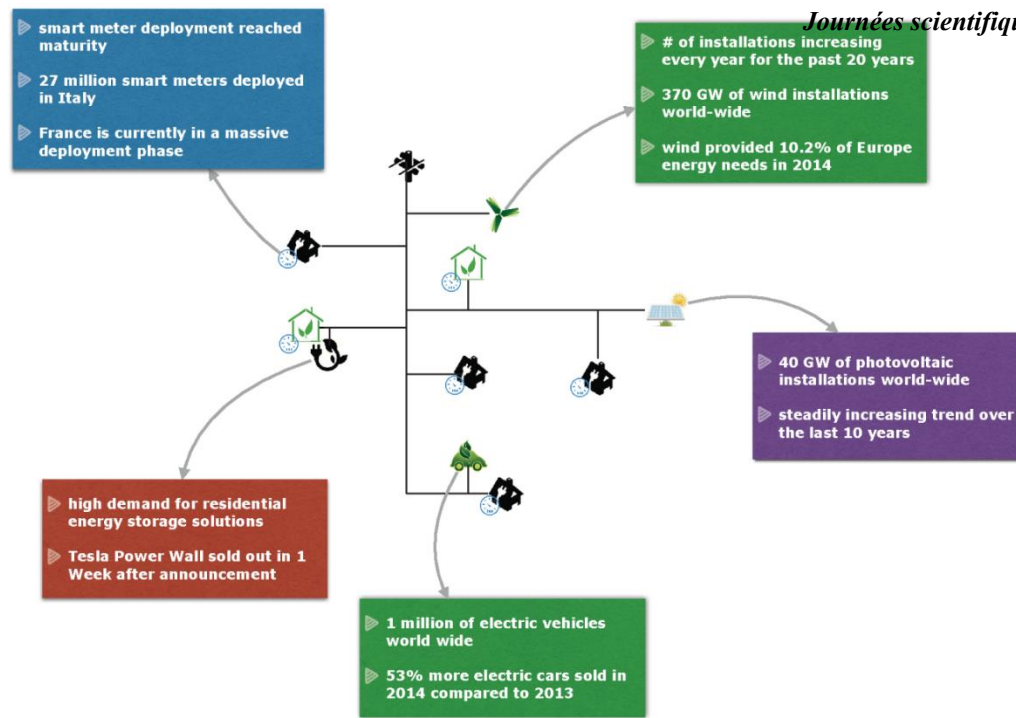 Journées scientifiqu
smart meter deployment reached
maturity
27 million smart meters deployed
in Italy
France is currently in a massive
deployment phase
# of installations increasing
every year for the past 20 years
370 GW of wind installations
world-wide
wind provided 10.2% of Europe
energy needs in 2014
40 GW of photovoltaic
installations world-wide
steadily increasing trend over
the last 10 years
high demand for residential
energy storage solutions
Tesla Power Wall sold out in 1
Week after announcement
1 million of electric vehicles
world wide
53% more electric cars sold in
2014 compared to 2013